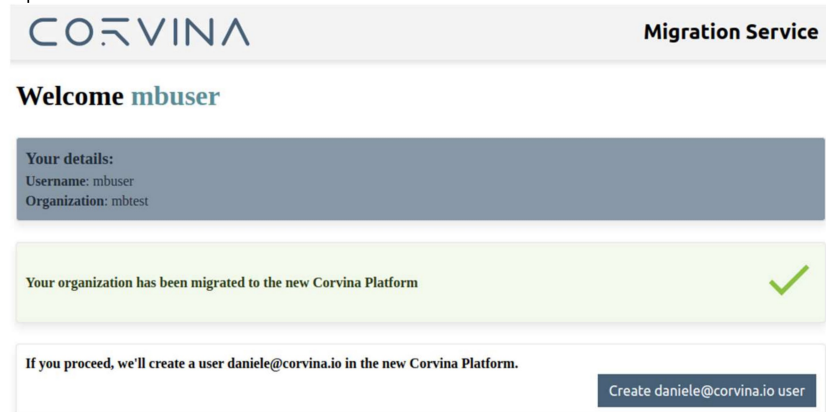 CORVINA
Migration Service
Welcome mbuser
Your details:
Username: mbuser
Organization: mbtest
Your organization has been migrated to the new Corvina Platform
If you proceed, we'll create a user daniele@corvina.io in the new Corvina Platform.
Create daniele@corvina.io user